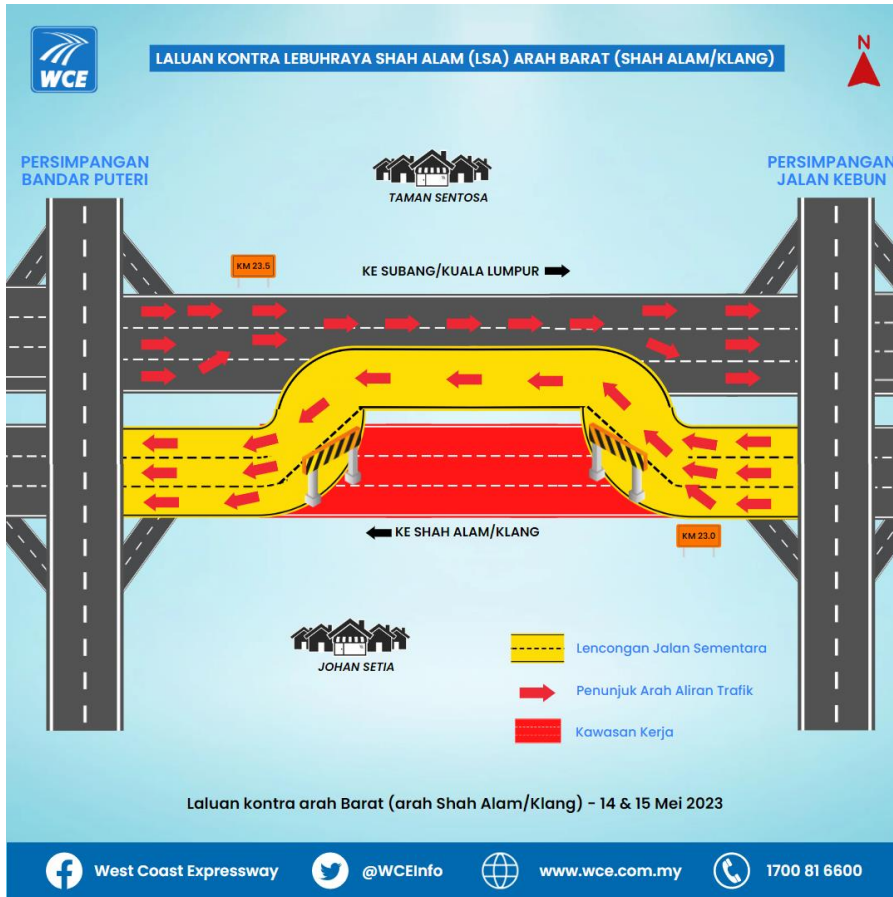 WCE
LALUAN KONTRA LEBUHRAYA SHAH ALAM (LSA) ARAH BARAT (SHAH ALAM/KLANG)
N
PERSIMPANGAN
BANDAR PUTERI
TAMAN SENTOSA
PERSIMPANGAN
JALAN KEBUN
KM 23.5
KE SUBANG/KUALA LUMPUR
KE SHAH ALAM/KLANG
KM 23.0
JOHAN SETIA
Lencongan Jalan Sementara
Penunjuk Arah Aliran Trafik
Kawasan Kerja
Laluan kontra arah Barat (arah Shah Alam/Klang) - 14 & 15 Mei 2023
West Coast Expressway
@WCEInfo
www.wce.com.my
1700 81 6600